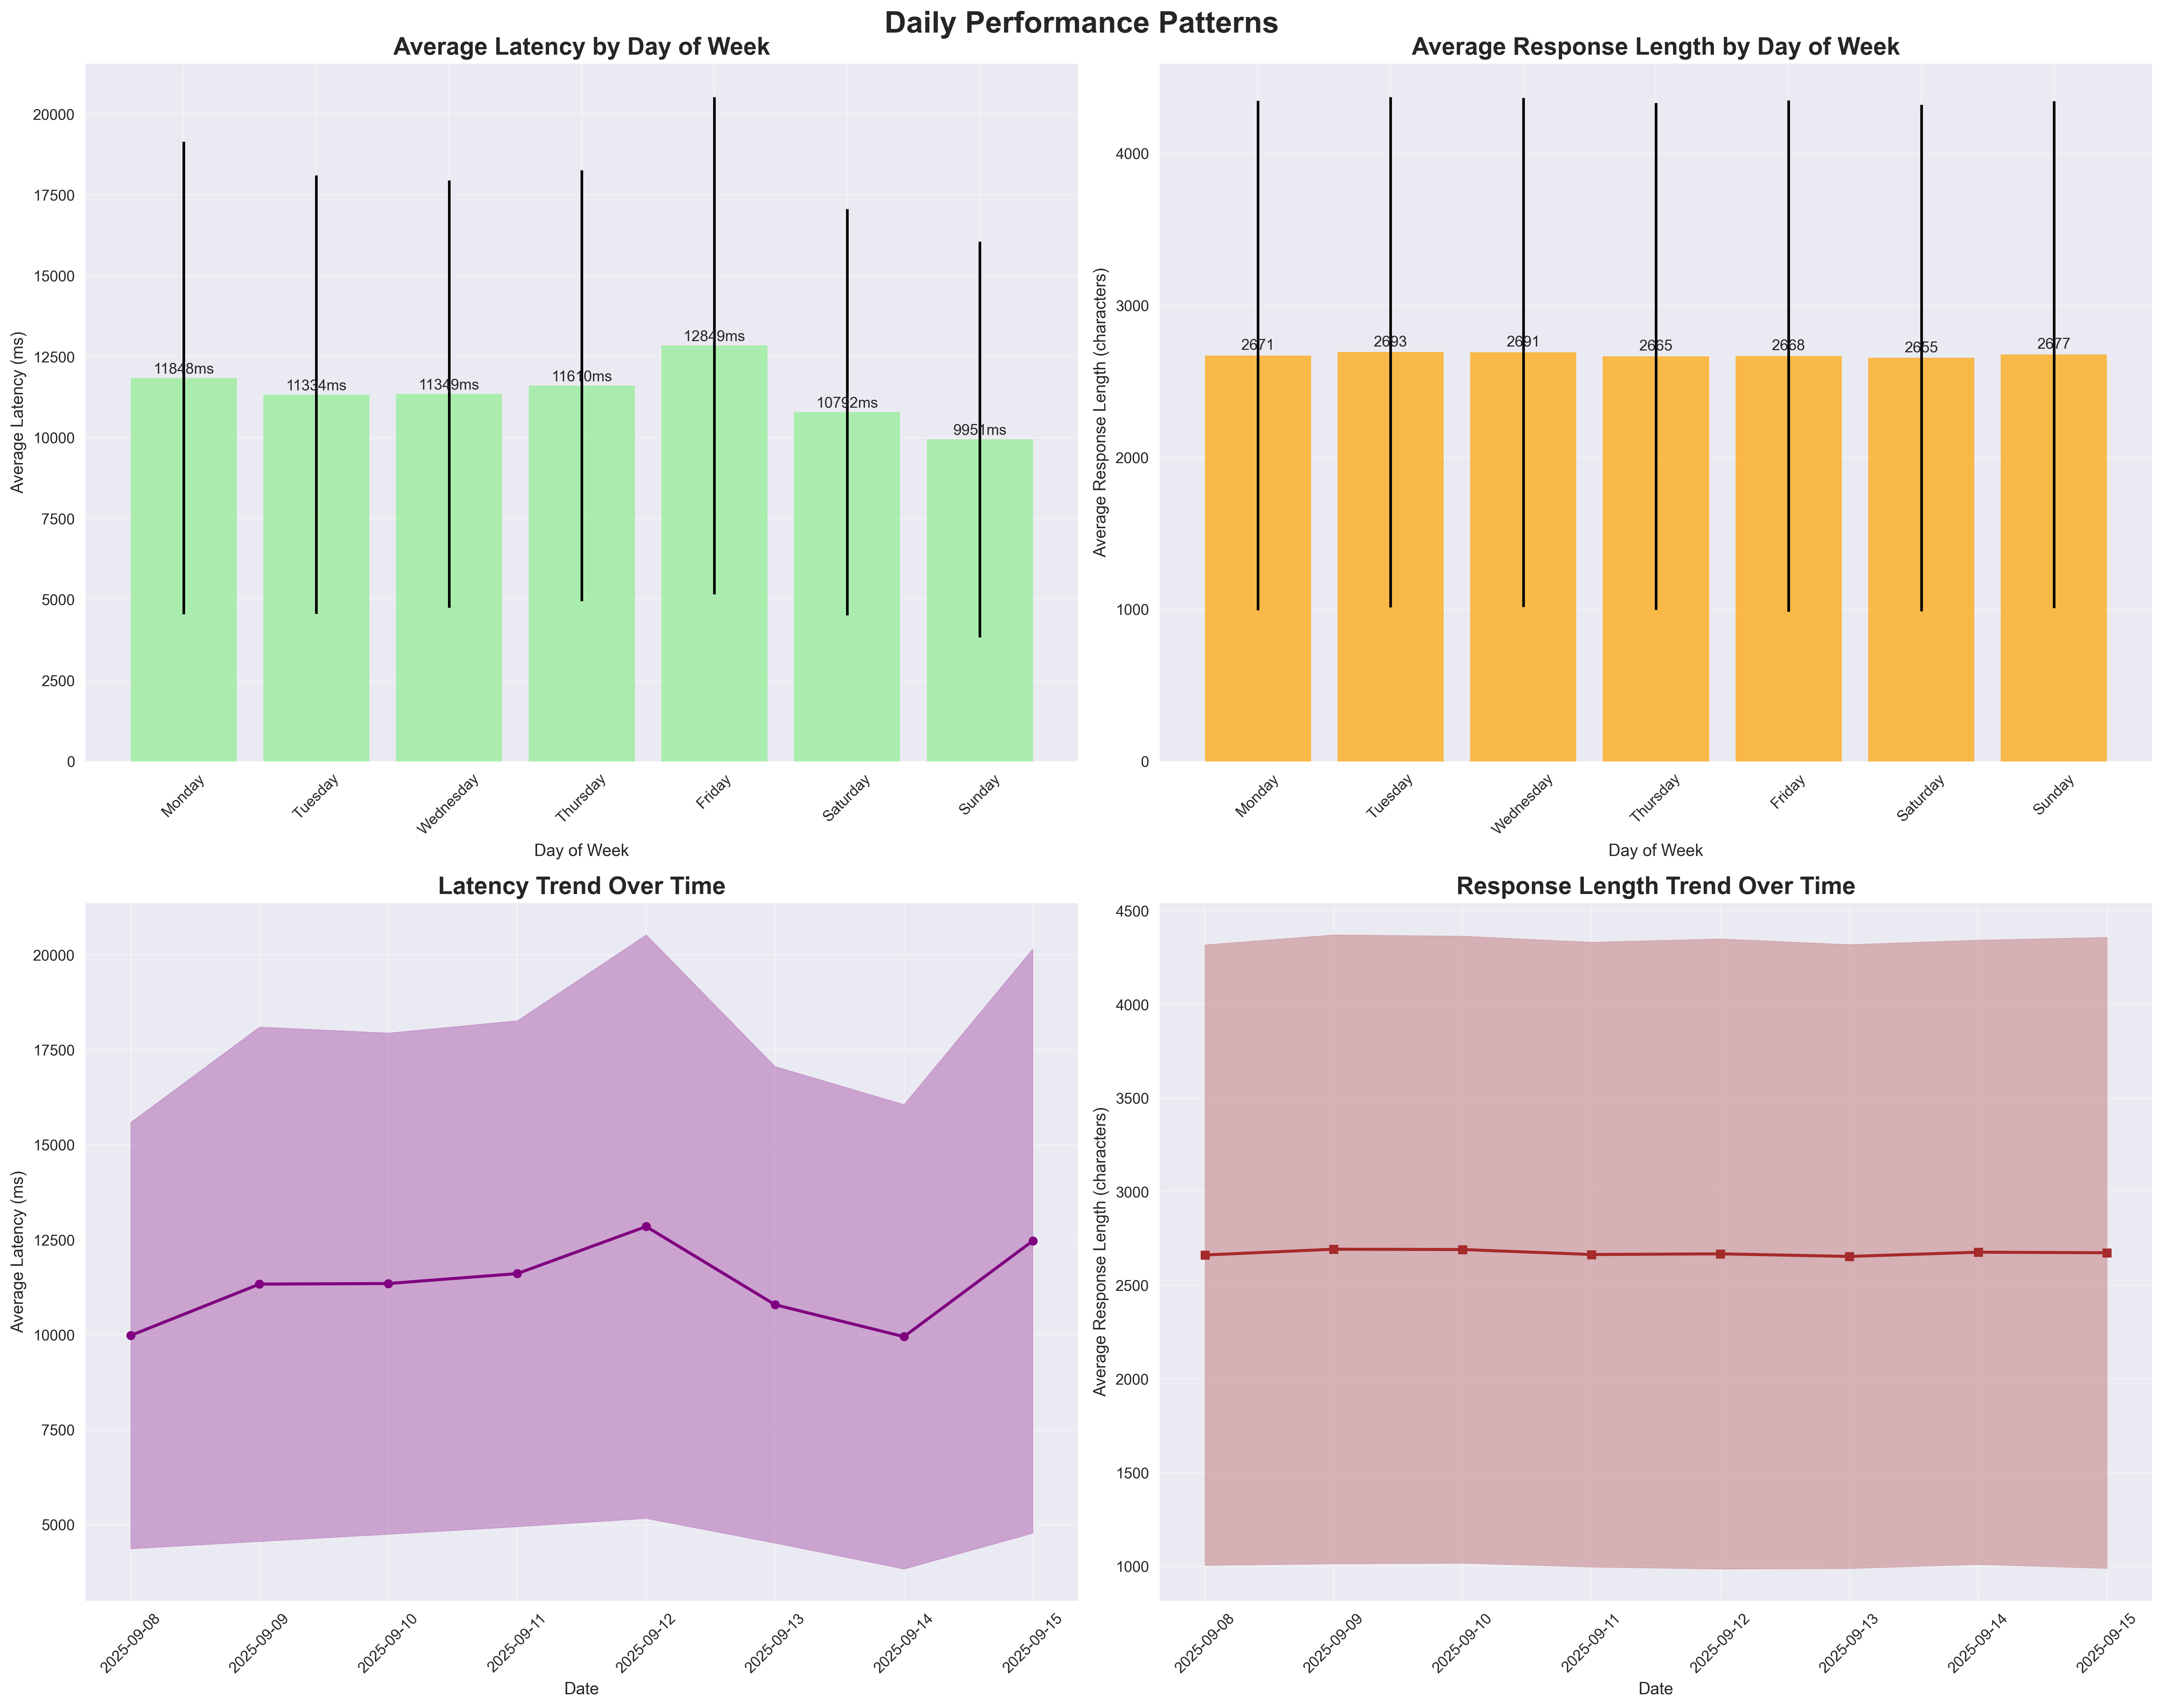 Daily Performance Patterns
Average Latency by Day of Week
Average Latency (ms)
20000
17500
15000
12500
10000
7500
5000
2500
0
11848ms
11334ms
11349ms
11610ms
12849ms
10792ms
9951ms
Monday
Tuesday
Wednesday
Thursday
Friday
Saturday
Sunday
Day of Week
Average Response Length by Day of Week
Average Response Length (characters)
4000
3000
2000
1000
0
2671
2693
2691
2665
2668
2655
2677
Monday
Tuesday
Wednesday
Thursday
Friday
Saturday
Sunday
Day of Week
Latency Trend Over Time
Average Latency (ms)
20000
17500
15000
12500
10000
7500
5000
2025-09-08
2025-09-09
2025-09-10
2025-09-11
2025-09-12
2025-09-13
2025-09-14
2025-09-15
Date
Response Length Trend Over Time
Average Response Length (characters)
4500
4000
3500
3000
2500
2000
1500
1000
2025-09-08
2025-09-09
2025-09-10
2025-09-11
2025-09-12
2025-09-13
2025-09-14
2025-09-15
Date